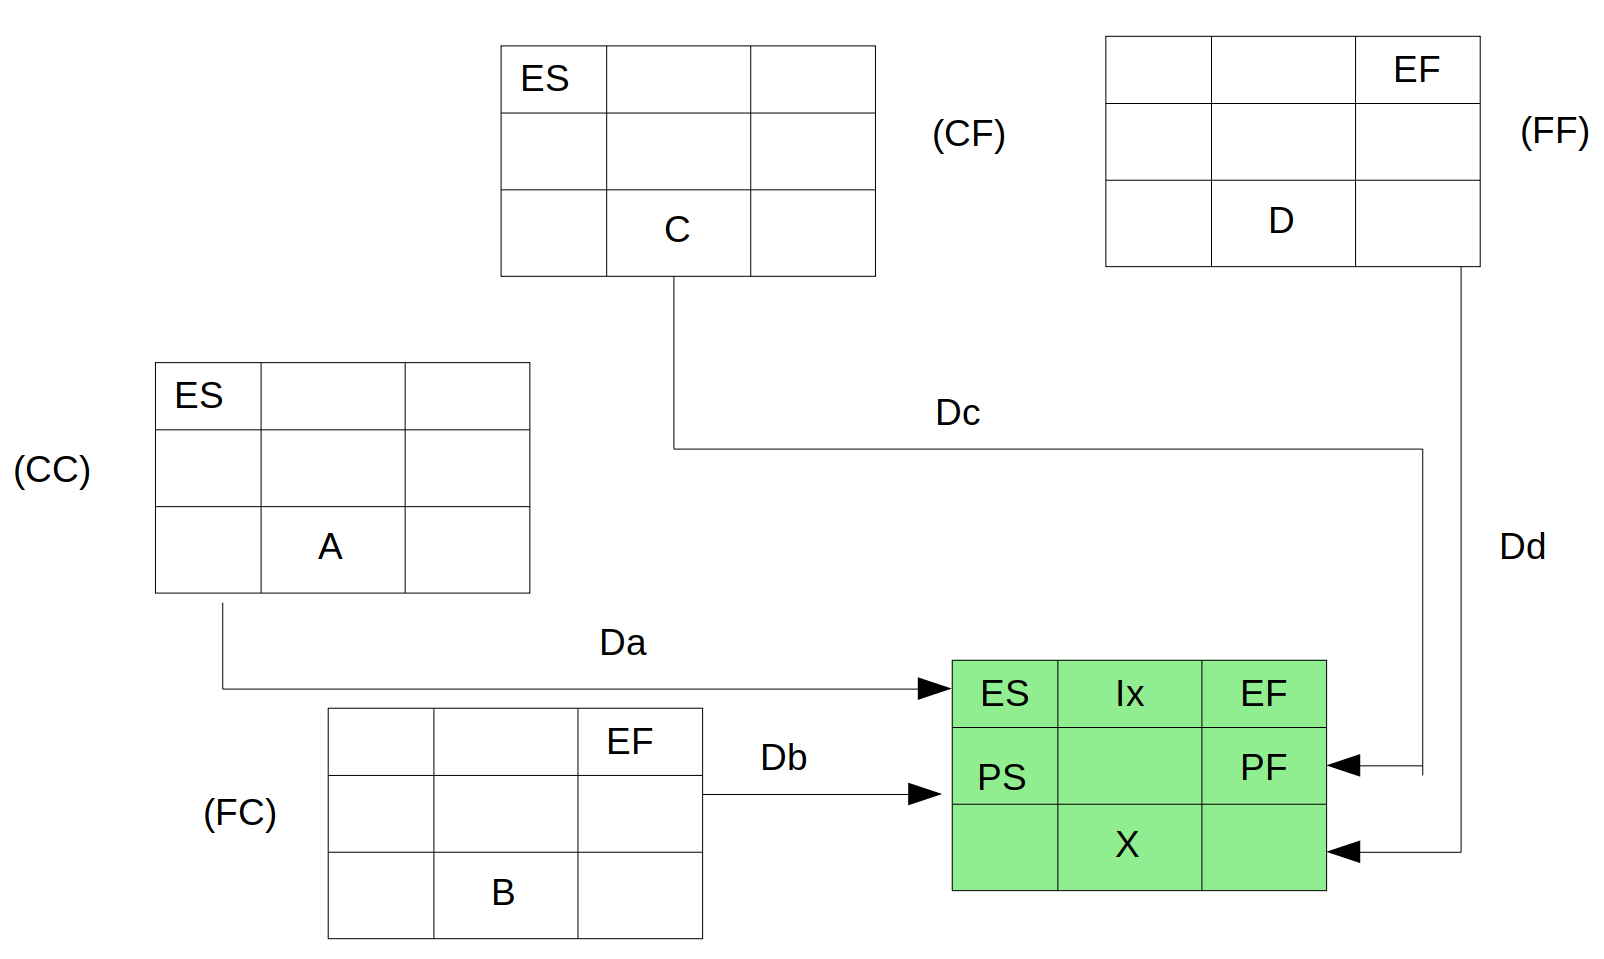 ES
EF
(CF)
(FF)
C
D
ES
Dc
(CC)
A
Dd
Da
ES Ix EF
EF
Db
PS PF
(FC)
X
B